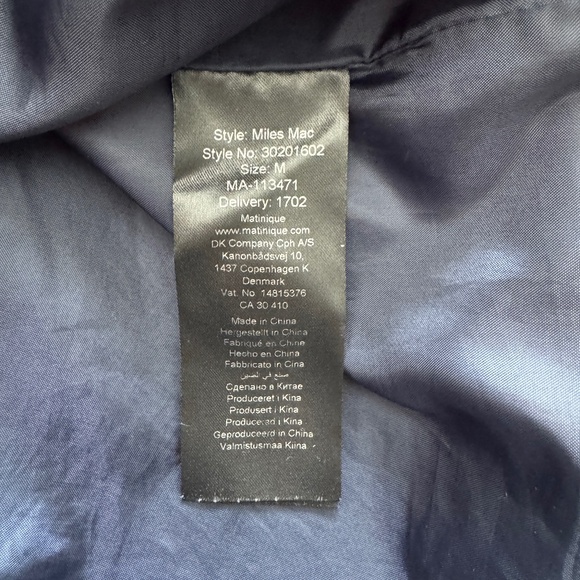 Style: Miles Mac
Style No: 30201602
Size: M
MA-113471
Delivery: 1702
Matinique
www.matinique.com
DK Company Cph A/S
Kanonbådsvej 10,
1437 Copenhagen K
Denmark
Vat. No 14815376
CA 30 410
Made in China
Hergestellt in China
Fabriqué en Chine
Hecho en China
Fabbricato in Cina
صنع في الصين
Сделано в Китае
Produceret i Kina
Produsert i Kina
Producerad i Kina
Geproduceerd in China
Valmistusmaa Kiina